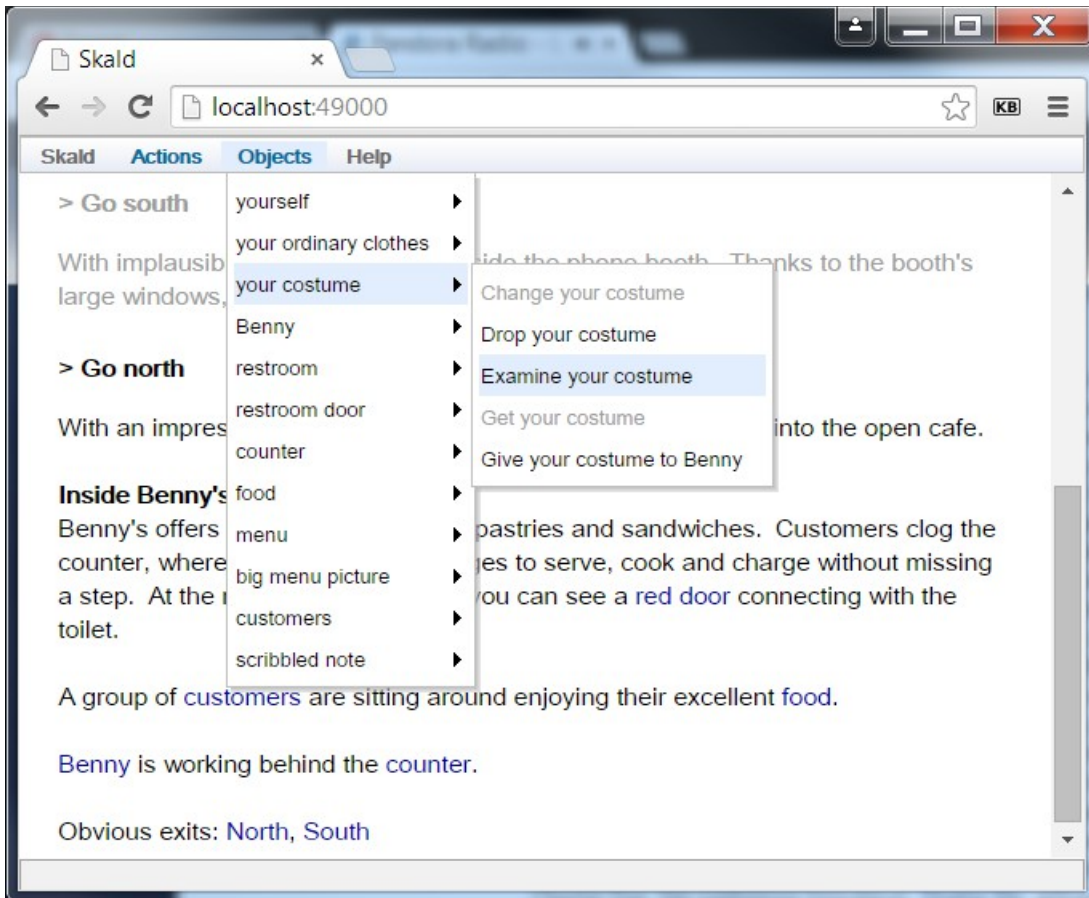 Skald
localhost:49000
KB
Skald Actions Objects Help
> Go south
With implausib
ide the phone booth. Thanks to the booth's
large windows,
> Go north
With an impres
into the open cafe.
Inside Benny's
Benny's offers
pastries and sandwiches. Customers clog the
counter, where
ges to serve, cook and charge without missing
a step. At the
you can see a red door connecting with the
toilet.
A group of customers are sitting around enjoying their excellent food.
Benny is working behind the counter.
Obvious exits: North, South
yourself
your ordinary clothes
your costume
Benny
restroom
restroom door
counter
food
menu
big menu picture
customers
scribbled note
Change your costume
Drop your costume
Examine your costume
Get your costume
Give your costume to Benny